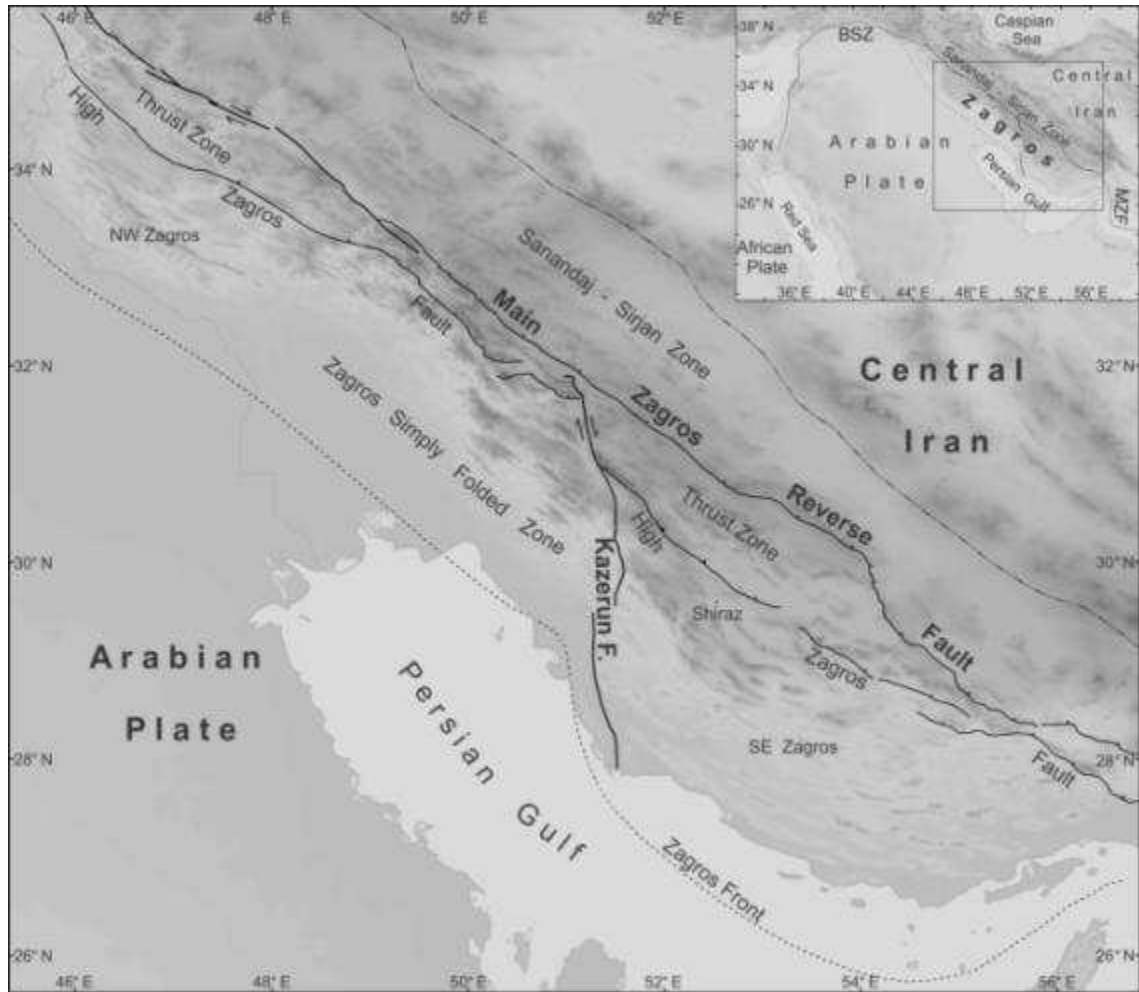 46° E
48° E
50° E
52° E
38° N
34° N
30° N
26° N
BSZ
Caspian
Sea
Sanandaj - Sirjan Zone
Central
Iran
Zagros
Arabian
Plate
Persian Gulf
MZF
Red Sea
African
Plate
36° E
40° E
44° E
48° E
52° E
56° E
High
Thrust Zone
34° N
Zagros
NW Zagros
Sanandaj - Sirjan Zone
Main
Fault
32° N
32° N
Central
Iran
Zagros
Zagros Simply Folded Zone
Reverse
Thrust Zone
High
30° N
30° N
Kazerun F.
Shiraz
Fault
Zagros
Arabian
Plate
Persian Gulf
SE Zagros
28° N
28° N
Fault
Zagros Front
26° N
26° N
46° E
48° E
50° E
52° E
54° E
56° E